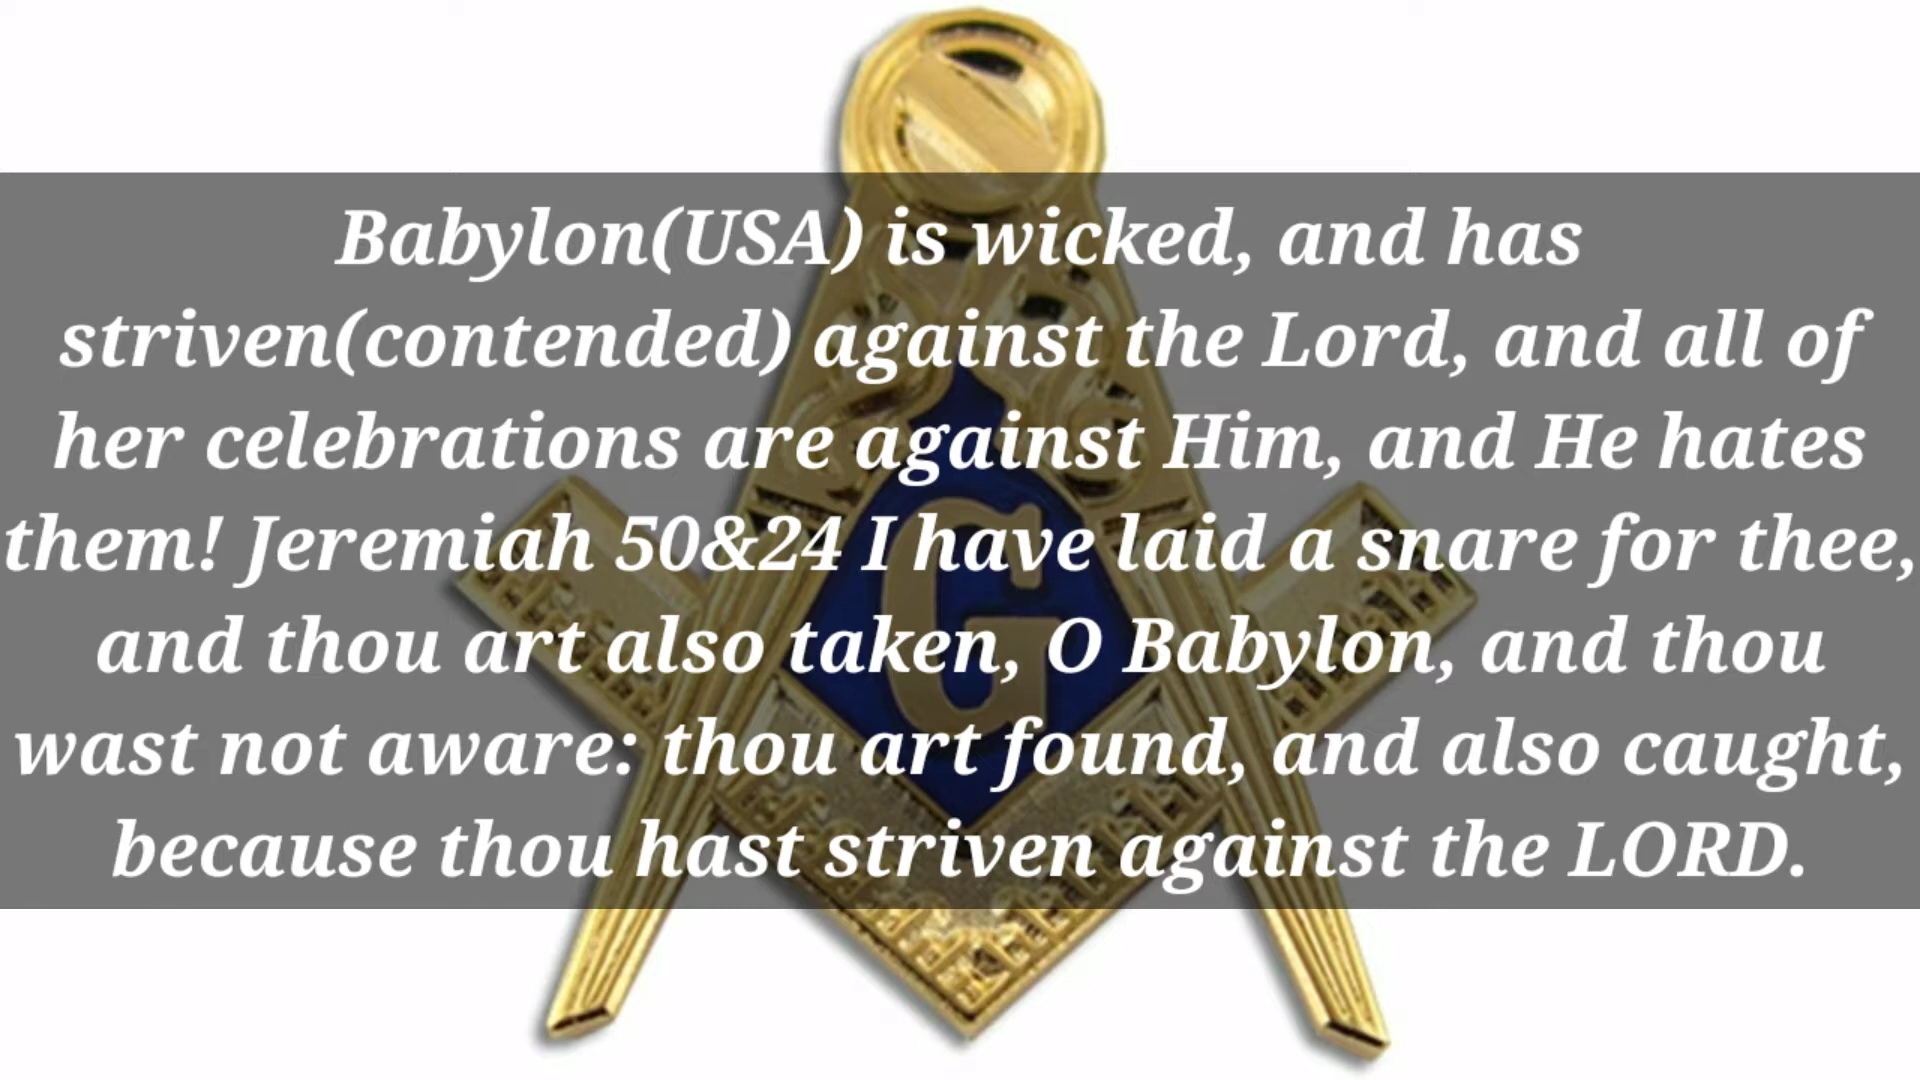 Babylon(USA) is wicked, and has
striven(contended) against the Lord, and all of
her celebrations are against Him, and He hates
them! Jeremiah 50&24 I have laid a snare for thee,
and thou art also taken, O Babylon, and thou
wast not aware: thou art found, and also caught,
because thou hast striven against the LORD.
G